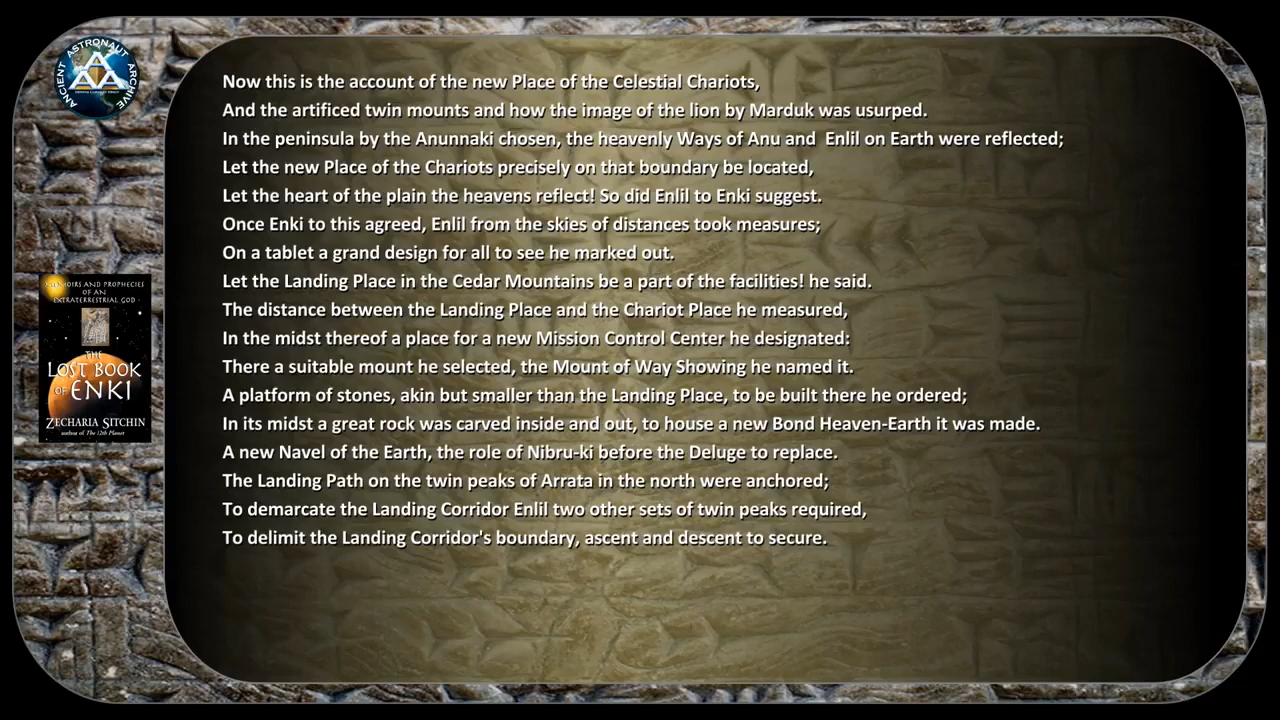 ANCIENT ASTRONAUT ARCHIVE
Now this is the account of the new Place of the Celestial Chariots,
And the artificed twin mounts and how the image of the lion by Marduk was usurped.
In the peninsula by the Anunnaki chosen, the heavenly Ways of Anu and  Enlil on Earth were reflected;
Let the new Place of the Chariots precisely on that boundary be located,
Let the heart of the plain the heavens reflect! So did Enlil to Enki suggest.
Once Enki to this agreed, Enlil from the skies of distances took measures;
On a tablet a grand design for all to see he marked out.
Let the Landing Place in the Cedar Mountains be a part of the facilities! he said.
The distance between the Landing Place and the Chariot Place he measured,
In the midst thereof a place for a new Mission Control Center he designated:
There a suitable mount he selected, the Mount of Way Showing he named it.
A platform of stones, akin but smaller than the Landing Place, to be built there he ordered;
In its midst a great rock was carved inside and out, to house a new Bond Heaven-Earth it was made.
A new Navel of the Earth, the role of Nibru-ki before the Deluge to replace.
The Landing Path on the twin peaks of Arrata in the north were anchored;
To demarcate the Landing Corridor Enlil two other sets of twin peaks required,
To delimit the Landing Corridor's boundary, ascent and descent to secure.
MEMOIRS AND PROPHECIES
OF AN
EXTRATERRESTRIAL GOD
THE
LOST BOOK
OF ENKI
ZECHARIA SITCHIN
author of The 12th Planet